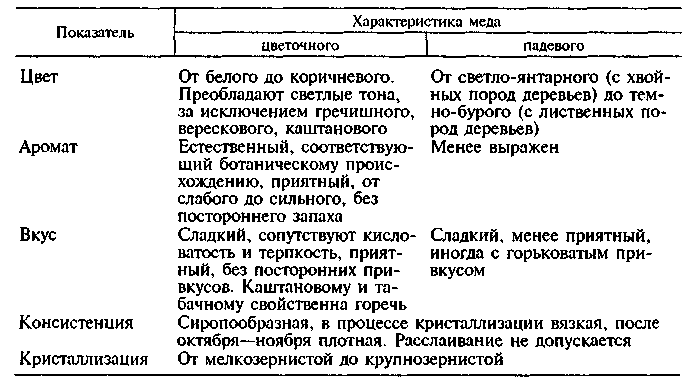 Показатель
Характеристика меда
цветочного
падевого
Цвет
От белого до коричневого.
Преобладают светлые тона,
за исключением гречишного,
верескового, каштанового
От светло-янтарного (с хвой-
ных пород деревьев) до тем-
но-бурого (с лиственных по-
род деревьев)
Аромат
Естественный, соответствую-
щий ботаническому проис-
хождению, приятный, от
слабого до сильного, без
постороннего запаха
Менее выражен
Вкус
Сладкий, сопутствуют кисло-
ватость и терпкость, прият-
ный, без посторонних при-
вкусов. Каштановому и та-
бачному свойственна горечь
Сладкий, менее приятный,
иногда с горьковатым при-
вкусом
Консистенция
Сиропообразная, в процессе кристаллизации вязкая, после
октября—ноября плотная. Расслаивание не допускается
Кристаллизация
От мелкозернистой до крупнозернистой